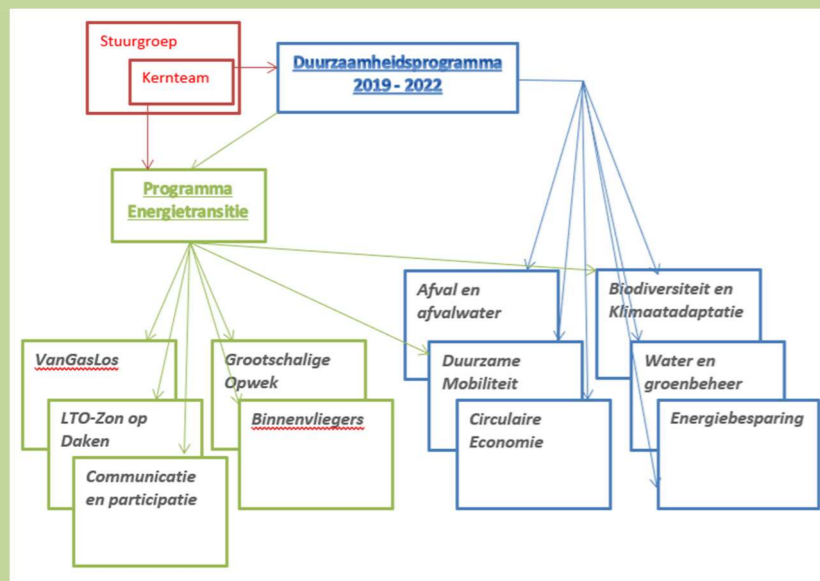 Stuurgroep
Kernteam
Duurzaamheidsprogramma
2019 - 2022
Programma
Energietransitie
Afval en
afvalwater
Biodiversiteit en
Klimaatadaptatie
VanGasLos
Grootschalige
Opwek
Duurzame
Mobiliteit
Water en
groenbeheer
LTO-Zon op
Daken
Binnenvliegers
Circulaire
Economie
Energiebesparing
Communicatie
en participatie